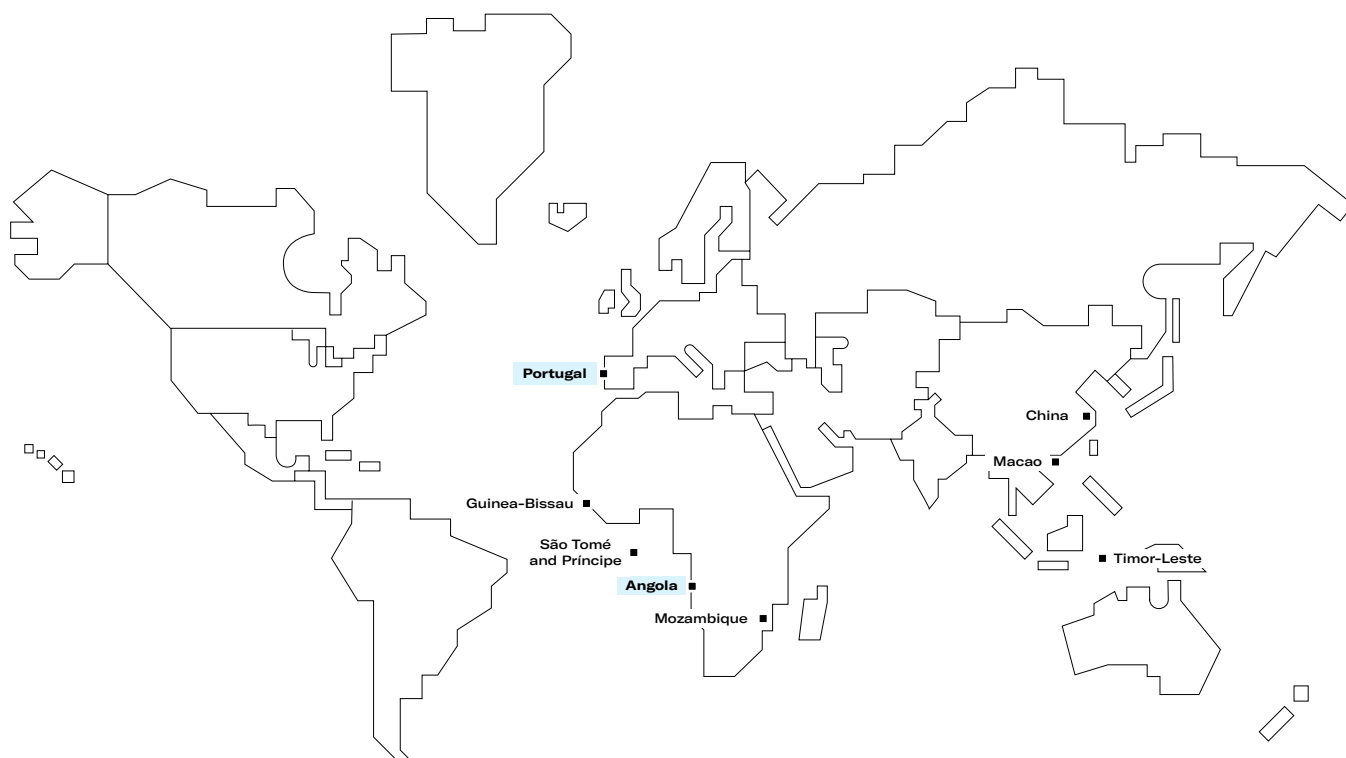 Portugal
China
Macao
Guinea-Bissau
São Tomé
and Príncipe
Timor-Leste
Angola
Mozambique